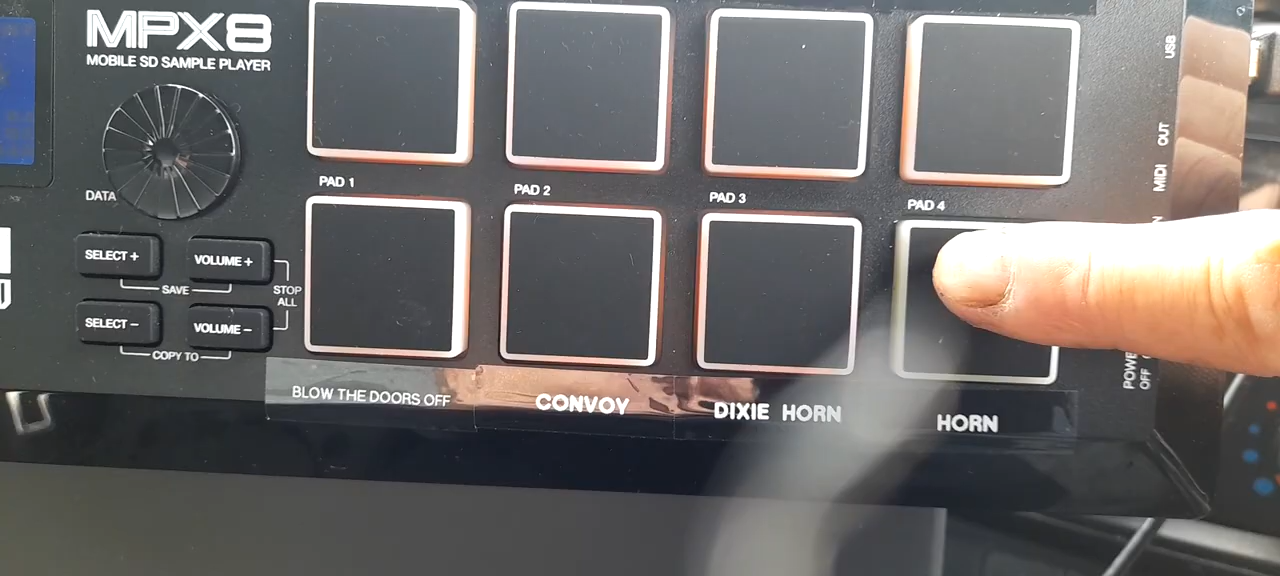 MPX8
MOBILE SD SAMPLE PLAYER
DATA
SELECT +
VOLUME +
SAVE
STOP
ALL
SELECT −
VOLUME −
COPY TO
PAD 1
PAD 2
PAD 3
PAD 4
BLOW THE DOORS OFF
CONVOY
DIXIE HORN
HORN
USB
MIDI OUT
OFF